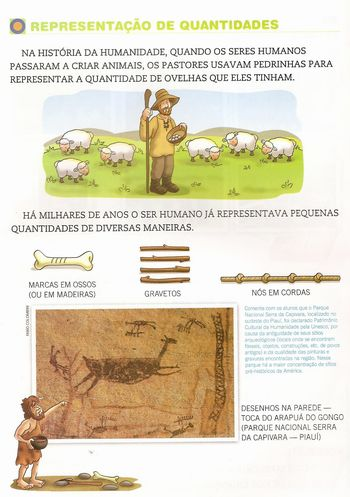 REPRESENTAÇÃO DE QUANTIDADES
NA HISTÓRIA DA HUMANIDADE, QUANDO OS SERES HUMANOS
PASSARAM A CRIAR ANIMAIS, OS PASTORES USAVAM PEDRINHAS PARA
REPRESENTAR A QUANTIDADE DE OVELHAS QUE ELES TINHAM.
HÁ MILHARES DE ANOS O SER HUMANO JÁ REPRESENTAVA PEQUENAS
QUANTIDADES DE DIVERSAS MANEIRAS.
MARCAS EM OSSOS
(OU EM MADEIRAS)
GRAVETOS
NÓS EM CORDAS
Comente com os alunos que o Parque
Nacional Serra da Capivara, localizado no
sudeste do Piauí, foi declarado Patrimônio
Cultural da Humanidade pela Unesco, por
causa da antiguidade de seus sítios
arqueológicos (locais onde se encontram
fósseis, objetos, construções, etc. de povos
antigos) e da qualidade das pinturas e
gravuras encontradas na região. Nesse
parque há a maior concentração de sítios
pré-históricos da América.
DESENHOS NA PAREDE —
TOCA DO ARAPUÁ DO GONGO
(PARQUE NACIONAL SERRA
DA CAPIVARA — PIAUÍ)